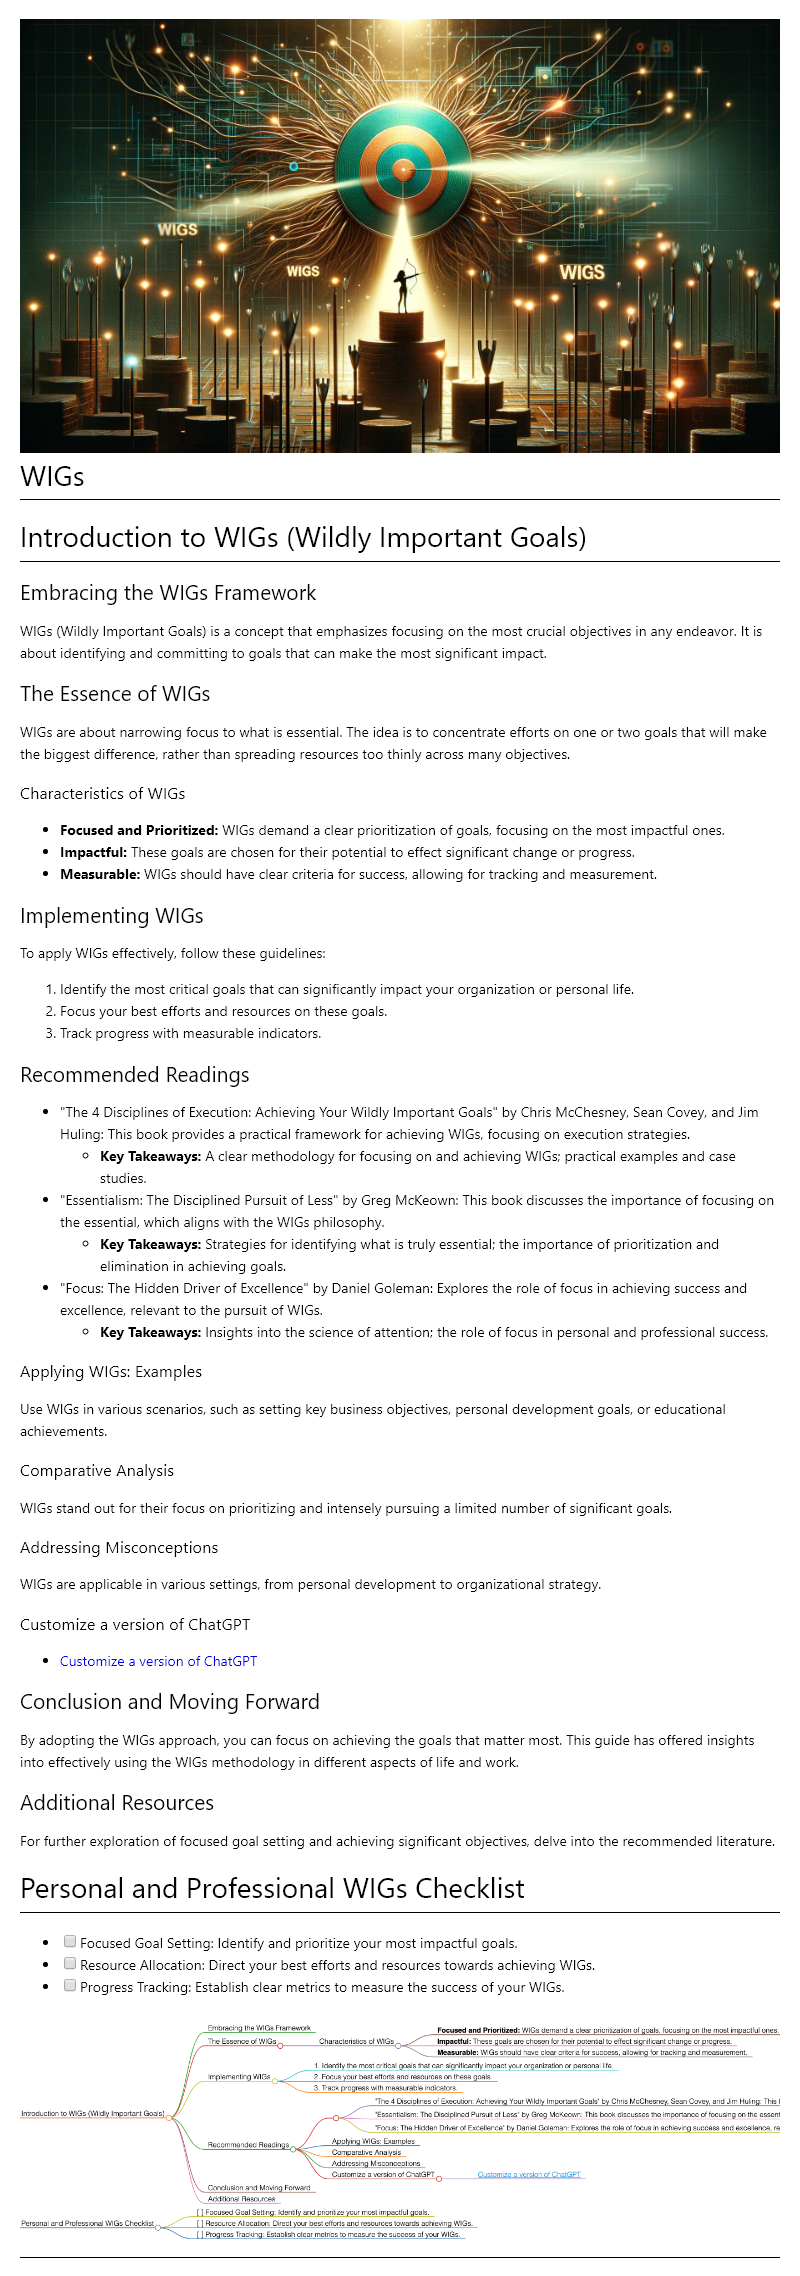 WIGS
WIGS
WIGS
WIGs
Introduction to WIGs (Wildly Important Goals)
Embracing the WIGs Framework
WIGs (Wildly Important Goals) is a concept that emphasizes focusing on the most crucial objectives in any endeavor. It is
about identifying and committing to goals that can make the most significant impact.
The Essence of WIGs
WIGs are about narrowing focus to what is essential. The idea is to concentrate efforts on one or two goals that will make
the biggest difference, rather than spreading resources too thinly across many objectives.
Characteristics of WIGs
• Focused and Prioritized: WIGs demand a clear prioritization of goals, focusing on the most impactful ones.
• Impactful: These goals are chosen for their potential to effect significant change or progress.
• Measurable: WIGs should have clear criteria for success, allowing for tracking and measurement.
Implementing WIGs
To apply WIGs effectively, follow these guidelines:
1. Identify the most critical goals that can significantly impact your organization or personal life.
2. Focus your best efforts and resources on these goals.
3. Track progress with measurable indicators.
Recommended Readings
• "The 4 Disciplines of Execution: Achieving Your Wildly Important Goals" by Chris McChesney, Sean Covey, and Jim
Huling: This book provides a practical framework for achieving WIGs, focusing on execution strategies.
◦ Key Takeaways: A clear methodology for focusing on and achieving WIGs; practical examples and case
studies.
• "Essentialism: The Disciplined Pursuit of Less" by Greg McKeown: This book discusses the importance of focusing on
the essential, which aligns with the WIGs philosophy.
◦ Key Takeaways: Strategies for identifying what is truly essential; the importance of prioritization and
elimination in achieving goals.
• "Focus: The Hidden Driver of Excellence" by Daniel Goleman: Explores the role of focus in achieving success and
excellence, relevant to the pursuit of WIGs.
◦ Key Takeaways: Insights into the science of attention; the role of focus in personal and professional success.
Applying WIGs: Examples
Use WIGs in various scenarios, such as setting key business objectives, personal development goals, or educational
achievements.
Comparative Analysis
WIGs stand out for their focus on prioritizing and intensely pursuing a limited number of significant goals.
Addressing Misconceptions
WIGs are applicable in various settings, from personal development to organizational strategy.
Customize a version of ChatGPT
• Customize a version of ChatGPT
Conclusion and Moving Forward
By adopting the WIGs approach, you can focus on achieving the goals that matter most. This guide has offered insights
into effectively using the WIGs methodology in different aspects of life and work.
Additional Resources
For further exploration of focused goal setting and achieving significant objectives, delve into the recommended literature.
Personal and Professional WIGs Checklist
• Focused Goal Setting: Identify and prioritize your most impactful goals.
• Resource Allocation: Direct your best efforts and resources towards achieving WIGs.
• Progress Tracking: Establish clear metrics to measure the success of your WIGs.
Introduction to WIGs (Wildly Important Goals)
Embracing the WIGs Framework
The Essence of WIGs
Characteristics of WIGs
Focused and Prioritized: WIGs demand a clear prioritization of goals, focusing on the most impactful ones.
Impactful: These goals are chosen for their potential to effect significant change or progress.
Measurable: WIGs should have clear criteria for success, allowing for tracking and measurement.
Implementing WIGs
1. Identify the most critical goals that can significantly impact your organization or personal life.
2. Focus your best efforts and resources on these goals.
3. Track progress with measurable indicators.
Recommended Readings
"The 4 Disciplines of Execution: Achieving Your Wildly Important Goals" by Chris McChesney, Sean Covey, and Jim Huling: This
"Essentialism: The Disciplined Pursuit of Less" by Greg McKeown: This book discusses the importance of focusing on the
"Focus: The Hidden Driver of Excellence" by Daniel Goleman: Explores the role of focus in achieving success and excellence,
Applying WIGs: Examples
Comparative Analysis
Addressing Misconceptions
Customize a version of ChatGPT
Customize a version of ChatGPT
Conclusion and Moving Forward
Additional Resources
Personal and Professional WIGs Checklist
[ ] Focused Goal Setting: Identify and prioritize your most impactful goals.
[ ] Resource Allocation: Direct your best efforts and resources towards achieving WIGs.
[ ] Progress Tracking: Establish clear metrics to measure the success of your WIGs.